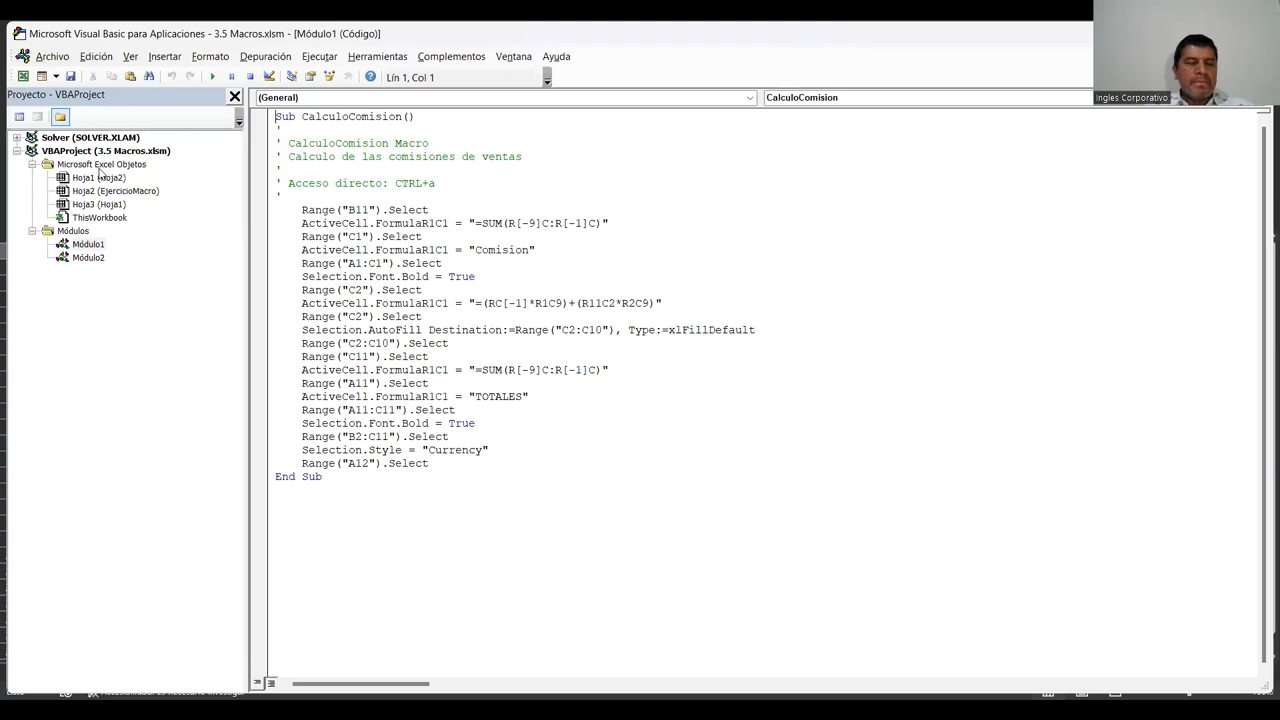 Microsoft Visual Basic para Aplicaciones - 3.5 Macros.xlsm - [Módulo1 (Código)]
Archivo Edición Ver Insertar Formato Depuración Ejecutar Herramientas Complementos Ventana Ayuda
Lín 1, Col 1
Ingles Corporativo
Proyecto - VBAProject
(General)
CalculoComision
Solver (SOLVER.XLAM)
VBAProject (3.5 Macros.xlsm)
Microsoft Excel Objetos
Hoja1 (Hoja2)
Hoja2 (EjercicioMacro)
Hoja3 (Hoja1)
ThisWorkbook
Módulos
Módulo1
Módulo2
Sub CalculoComision()
'
' CalculoComision Macro
' Calculo de las comisiones de ventas
'
' Acceso directo: CTRL+a
'
Range("B11").Select
ActiveCell.FormulaR1C1 = "=SUM(R[-9]C:R[-1]C)"
Range("C1").Select
ActiveCell.FormulaR1C1 = "Comision"
Range("A1:C1").Select
Selection.Font.Bold = True
Range("C2").Select
ActiveCell.FormulaR1C1 = "=(RC[-1]*R1C9)+(R11C2*R2C9)"
Range("C2").Select
Selection.AutoFill Destination:=Range("C2:C10"), Type:=xlFillDefault
Range("C2:C10").Select
Range("C11").Select
ActiveCell.FormulaR1C1 = "=SUM(R[-9]C:R[-1]C)"
Range("A11").Select
ActiveCell.FormulaR1C1 = "TOTALES"
Range("A11:C11").Select
Selection.Font.Bold = True
Range("B2:C11").Select
Selection.Style = "Currency"
Range("A12").Select
End Sub